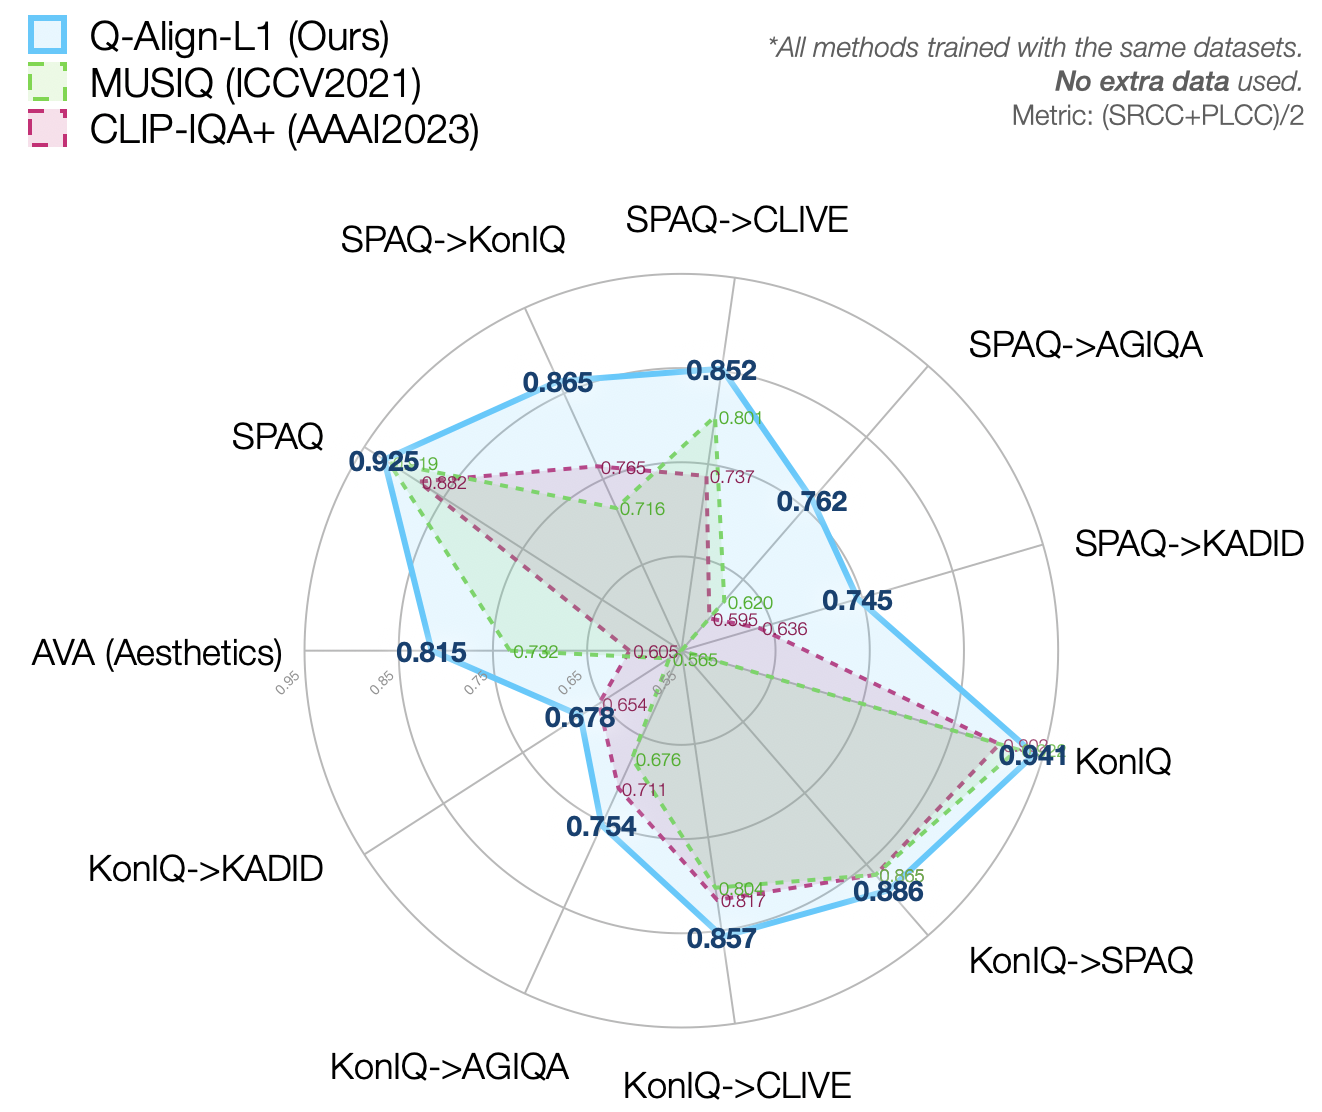 Q-Align-L1 (Ours)
MUSIQ (ICCV2021)
CLIP-IQA+ (AAAI2023)
*All methods trained with the same datasets.
No extra data used.
Metric: (SRCC+PLCC)/2
SPAQ->CLIVE
SPAQ->KonIQ
SPAQ->AGIQA
0.852
0.865
0.801
SPAQ
0.925
0.882
0.765
0.737
0.762
0.716
SPAQ->KADID
0.745
0.620
0.595
0.636
AVA (Aesthetics)
0.815
0.732
0.605
0.565
0.95
0.85
0.75
0.65
0.55
0.678
0.654
KonIQ
0.941
0.676
0.711
0.754
KonIQ->KADID
0.804
0.817
0.865
0.886
0.857
KonIQ->SPAQ
KonIQ->AGIQA
KonIQ->CLIVE